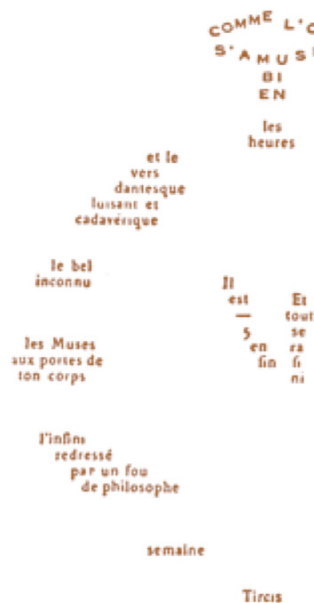 COMME L'O
S'AMUSE
BI
EN
les
heures
et le
vers
dantesque
luisant et
cadavérique
le bel
inconnu
Il
est
—
5
en
fin
Et
tout
se
ra
fi
ni
les Muses
aux portes de
ton corps
l'infini
redressé
par un fou
de philosophe
semaine
Tircis